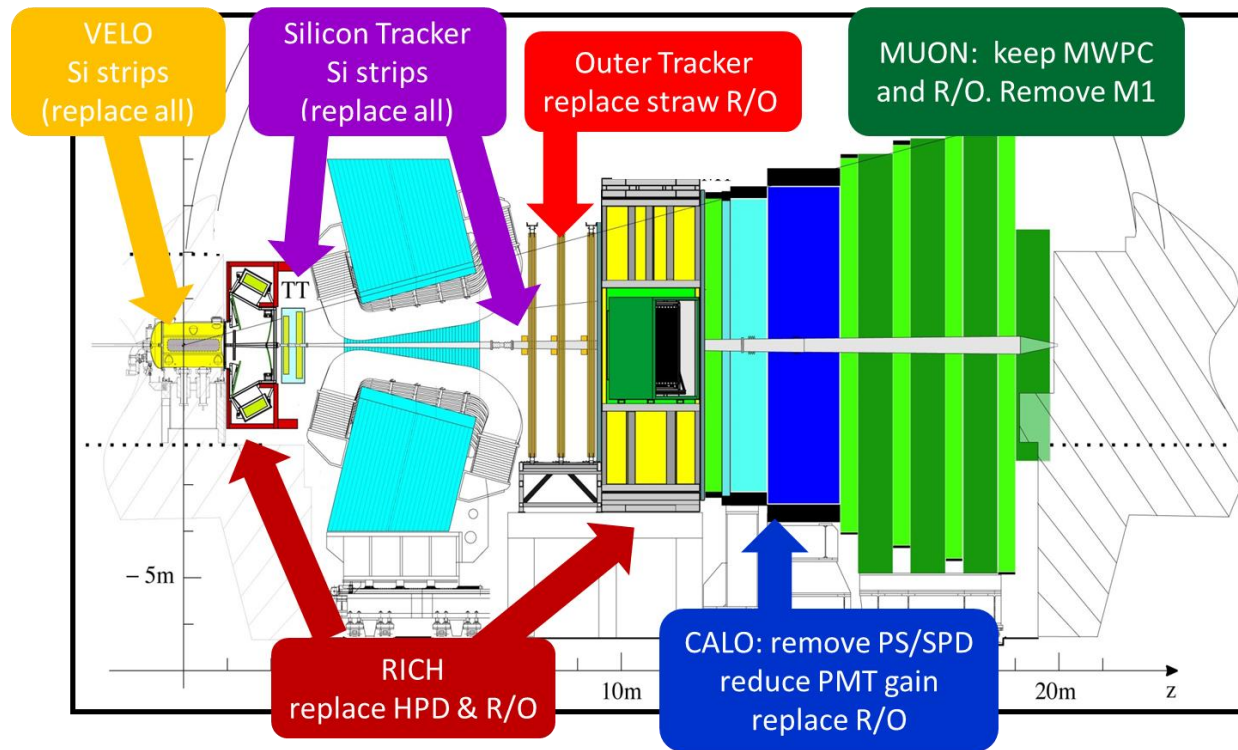 VELO
Si strips
(replace all)
Silicon Tracker
Si strips
(replace all)
Outer Tracker
replace straw R/O
MUON: keep MWPC
and R/O. Remove M1
TT
– 5m
RICH
replace HPD & R/O
CALO: remove PS/SPD
reduce PMT gain
replace R/O
10m
20m
z